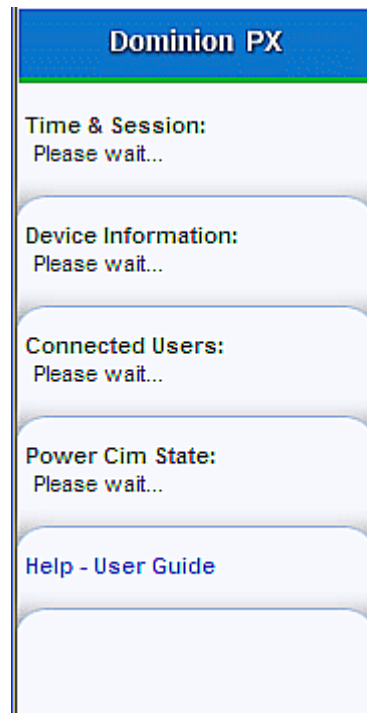 Dominion PX
Time & Session:
Please wait...
Device Information:
Please wait...
Connected Users:
Please wait...
Power Cim State:
Please wait...
Help - User Guide